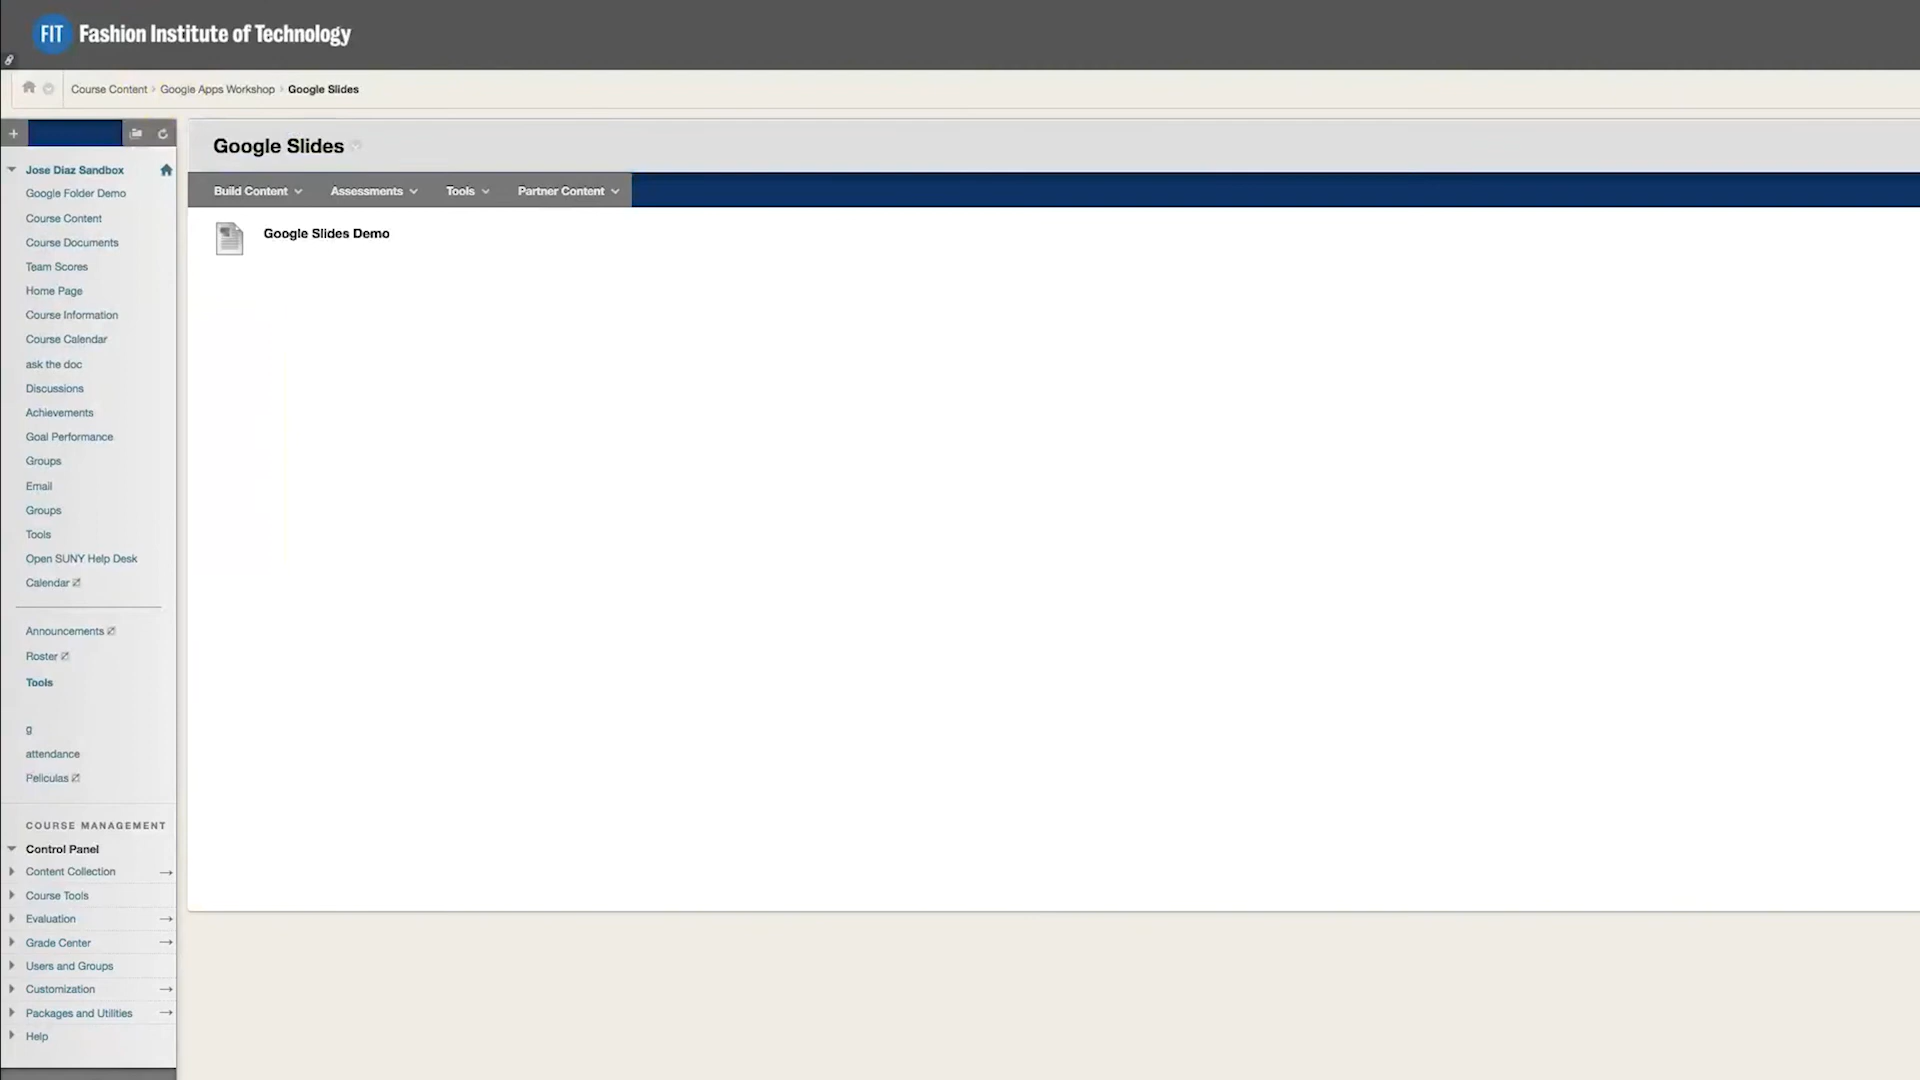 FIT Fashion Institute of Technology
Course Content > Google Apps Workshop > Google Slides
Google Slides
Build Content Assessments Tools Partner Content
Google Slides Demo
Jose Diaz Sandbox
Google Folder Demo
Course Content
Course Documents
Team Scores
Home Page
Course Information
Course Calendar
ask the doc
Discussions
Achievements
Goal Performance
Groups
Email
Groups
Tools
Open SUNY Help Desk
Calendar
Announcements
Roster
Tools
g
attendance
Peliculas
COURSE MANAGEMENT
Control Panel
Content Collection
Course Tools
Evaluation
Grade Center
Users and Groups
Customization
Packages and Utilities
Help